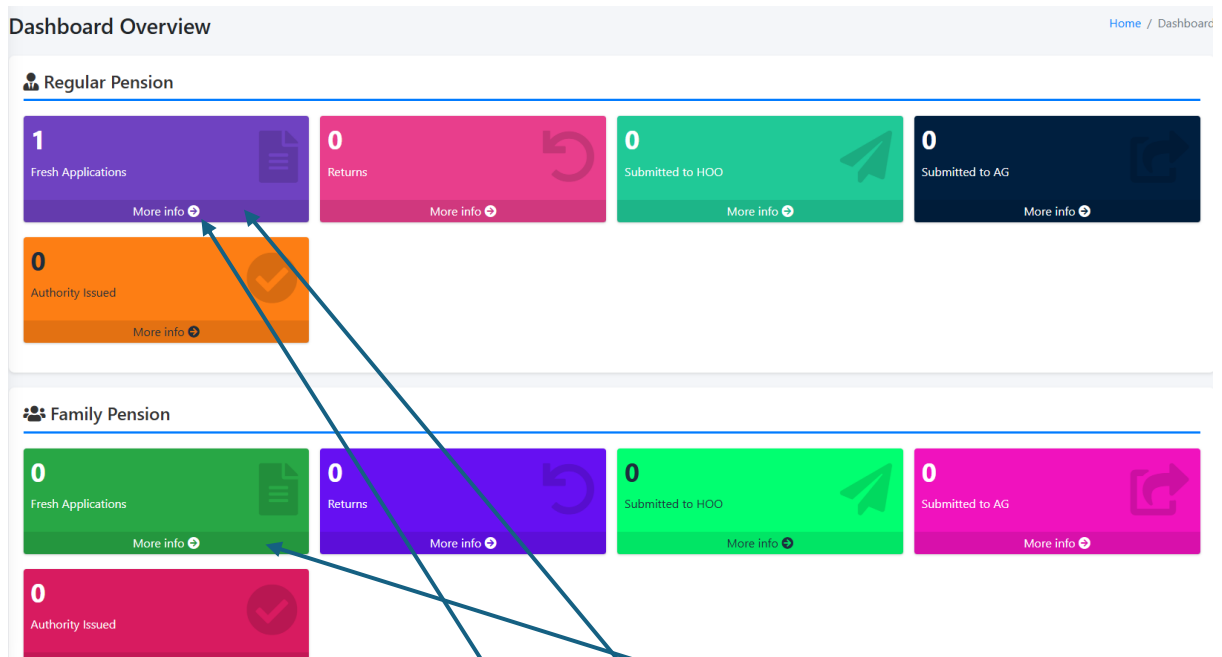 Dashboard Overview
Home / Dashboard
Regular Pension
1
Fresh Applications
More info
0
Returns
More info
0
Submitted to HOO
More info
0
Submitted to AG
More info
0
Authority Issued
More info
Family Pension
0
Fresh Applications
More info
0
Returns
More info
0
Submitted to HOO
More info
0
Submitted to AG
More info
0
Authority Issued